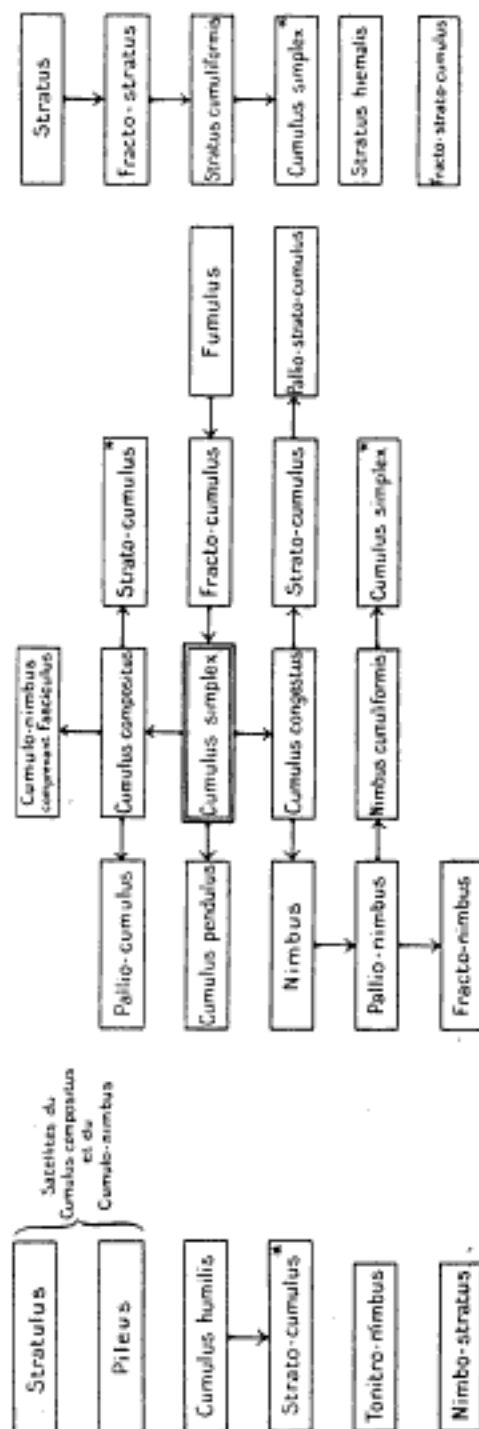 Stratulus
Pileus
Satellites du
Cumulus compositus
et du
Cumulo-nimbus
Cumulus humilis
Strato-cumulus *
Tonitro-nimbus
Nimbo-stratus
Cumulo-nimbus
comprenant Fasciculus
Pallio-cumulus
Cumulus compositus
Strato-cumulus *
Cumulus pendulus
Cumulus simplex
Fracto-cumulus
Fumulus
Nimbus
Cumulus congestus
Strato-cumulus
Pallio-strato-cumulus
Pallio-nimbus
Nimbus cumuliformis
Cumulus simplex *
Fracto-nimbus
Stratus
Fracto-stratus
Stratus cumuliformis
Cumulus simplex *
Stratus hiemalis
Fracto-strato-cumulus